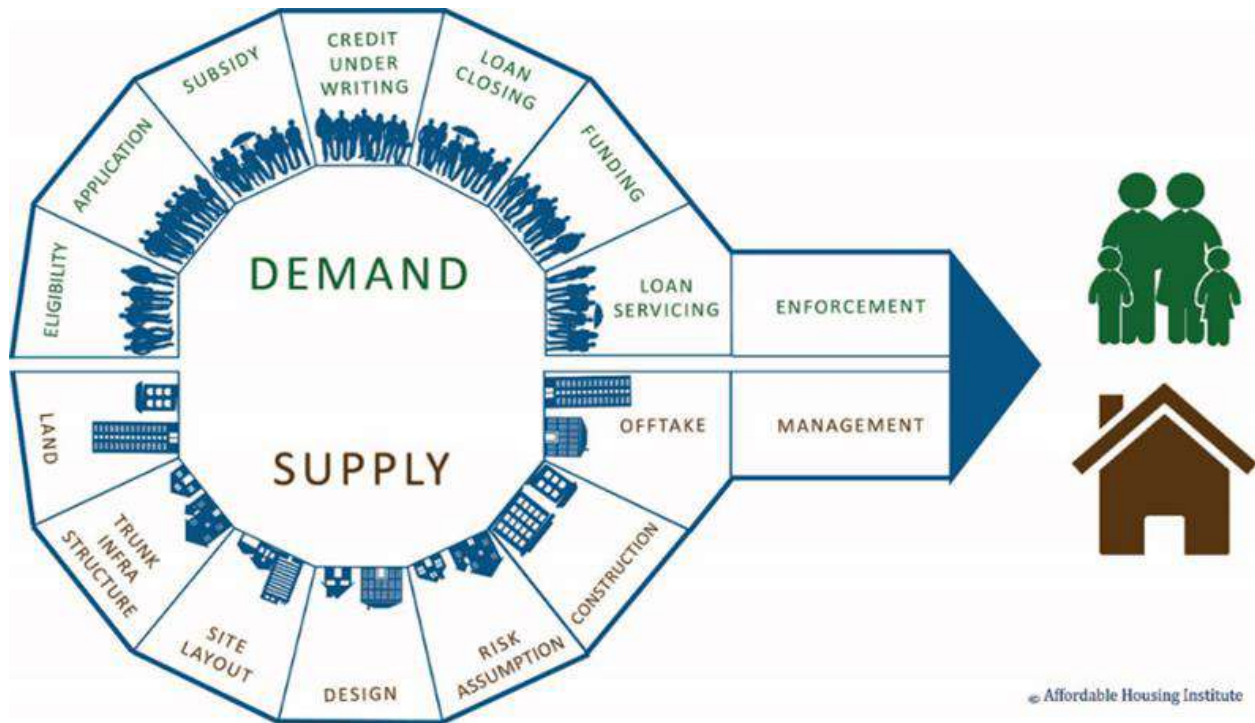 ELIGIBILITY
APPLICATION
SUBSIDY
CREDIT
UNDER
WRITING
LOAN
CLOSING
FUNDING
LOAN
SERVICING
ENFORCEMENT
DEMAND
SUPPLY
LAND
TRUNK
INFRA
STRUCTURE
SITE
LAYOUT
DESIGN
RISK
ASSUMPTION
CONSTRUCTION
OFFTAKE
MANAGEMENT
© Affordable Housing Institute